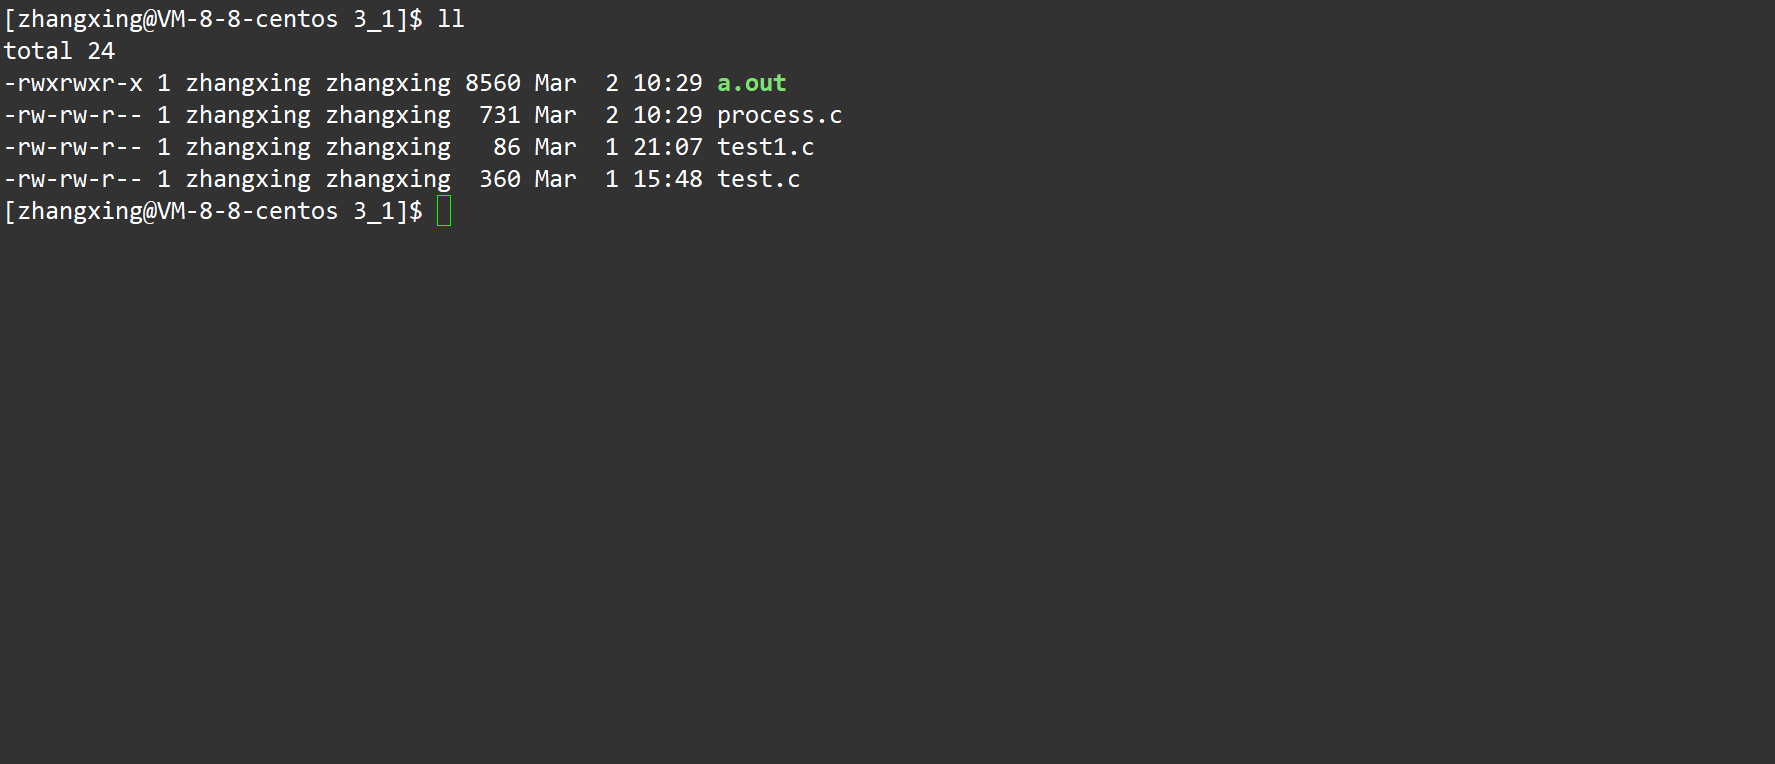 [zhangxing@VM-8-8-centos 3_1]$ ll
total 24
-rwxrwxr-x 1 zhangxing zhangxing 8560 Mar  2 10:29 a.out
-rw-rw-r-- 1 zhangxing zhangxing  731 Mar  2 10:29 process.c
-rw-rw-r-- 1 zhangxing zhangxing   86 Mar  1 21:07 test1.c
-rw-rw-r-- 1 zhangxing zhangxing  360 Mar  1 15:48 test.c
[zhangxing@VM-8-8-centos 3_1]$